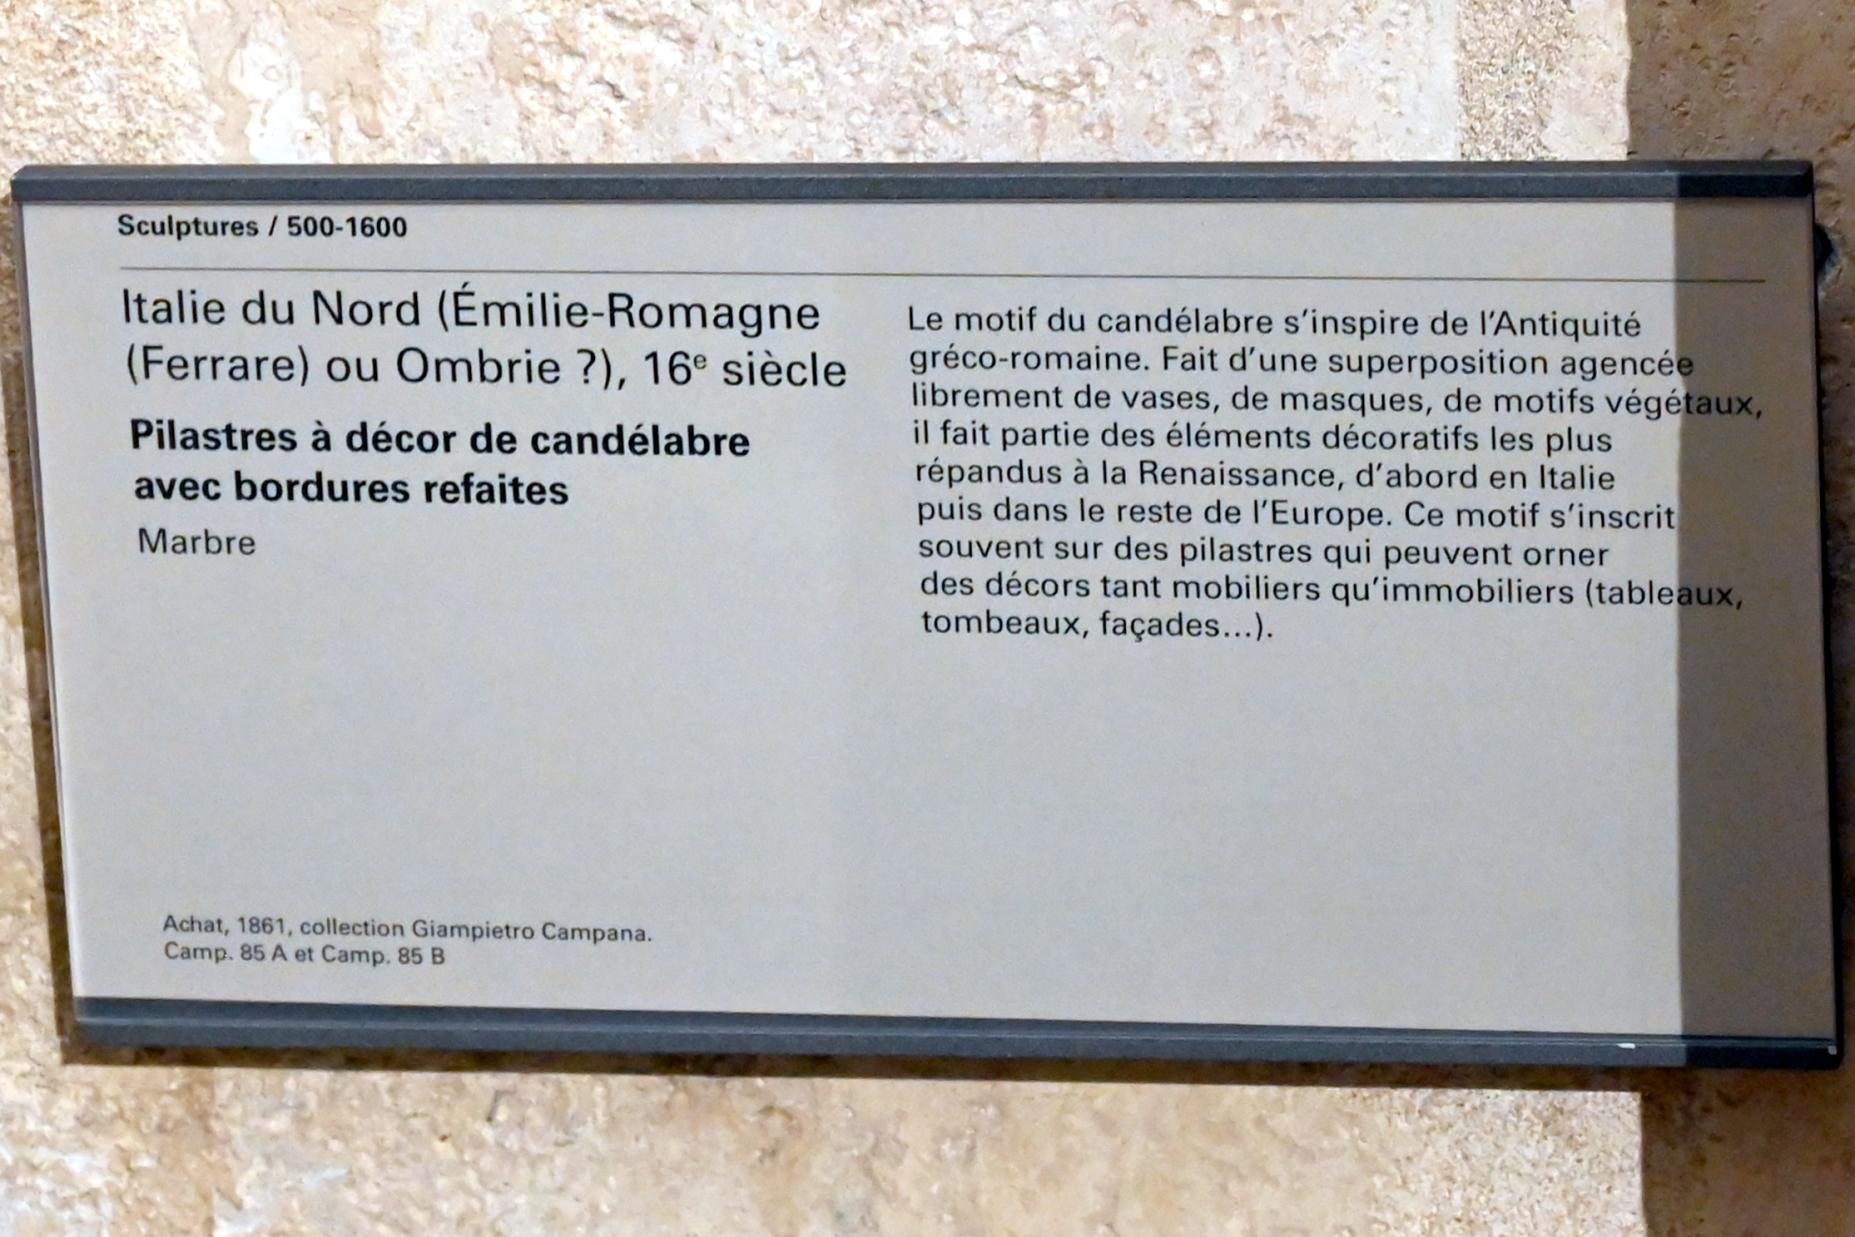 Sculptures / 500-1600
Italie du Nord (Émilie-Romagne
(Ferrare) ou Ombrie ?), 16e siècle
Pilastres à décor de candélabre
avec bordures refaites
Marbre
Achat, 1861, collection Giampietro Campana.
Camp. 85 A et Camp. 85 B
Le motif du candélabre s'inspire de l'Antiquité
gréco-romaine. Fait d'une superposition agencée
librement de vases, de masques, de motifs végétaux,
il fait partie des éléments décoratifs les plus
répandus à la Renaissance, d'abord en Italie
puis dans le reste de l'Europe. Ce motif s'inscrit
souvent sur des pilastres qui peuvent orner
des décors tant mobiliers qu'immobiliers (tableaux,
tombeaux, façades...).